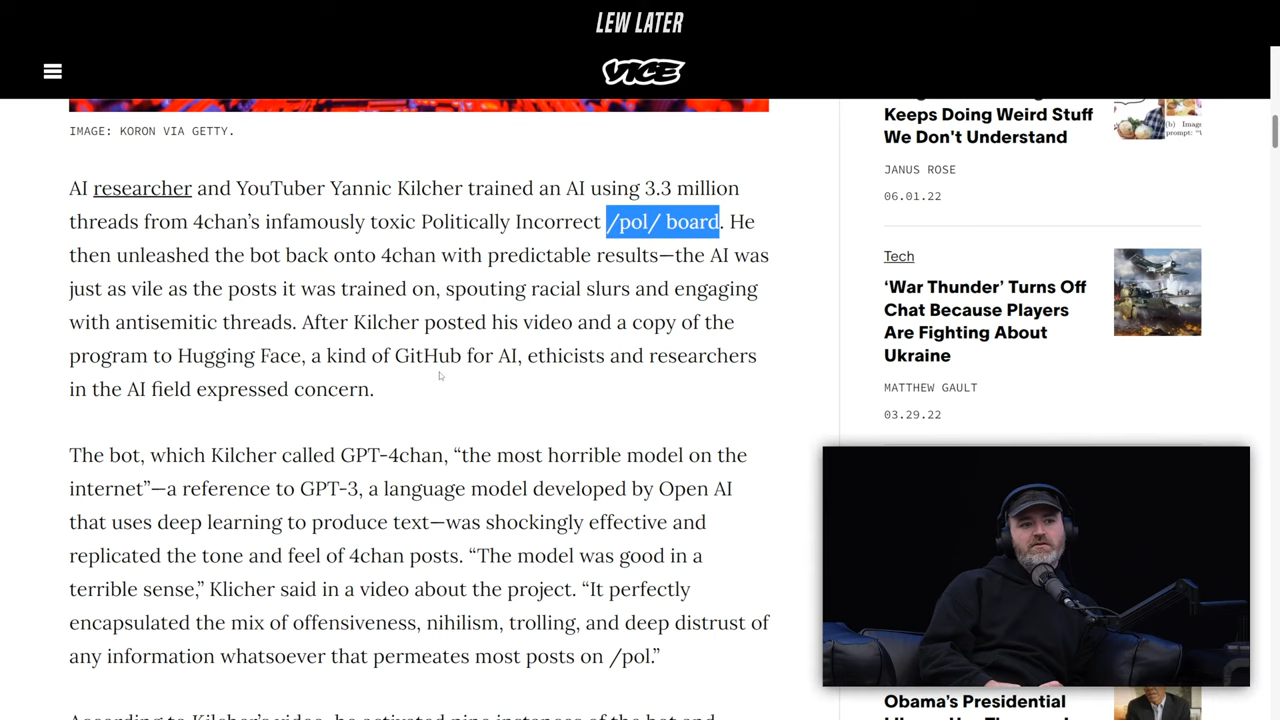 LEW LATER
VICE
IMAGE: KORON VIA GETTY.
AI researcher and YouTuber Yannic Kilcher trained an AI using 3.3 million
threads from 4chan’s infamously toxic Politically Incorrect /pol/ board. He
then unleashed the bot back onto 4chan with predictable results—the AI was
just as vile as the posts it was trained on, spouting racial slurs and engaging
with antisemitic threads. After Kilcher posted his video and a copy of the
program to Hugging Face, a kind of GitHub for AI, ethicists and researchers
in the AI field expressed concern.
The bot, which Kilcher called GPT-4chan, “the most horrible model on the
internet”—a reference to GPT-3, a language model developed by Open AI
that uses deep learning to produce text—was shockingly effective and
replicated the tone and feel of 4chan posts. “The model was good in a
terrible sense,” Klicher said in a video about the project. “It perfectly
encapsulated the mix of offensiveness, nihilism, trolling, and deep distrust of
any information whatsoever that permeates most posts on /pol.”
Keeps Doing Weird Stuff
We Don't Understand
JANUS ROSE
06.01.22
Tech
‘War Thunder’ Turns Off
Chat Because Players
Are Fighting About
Ukraine
MATTHEW GAULT
03.29.22
Obama’s Presidential